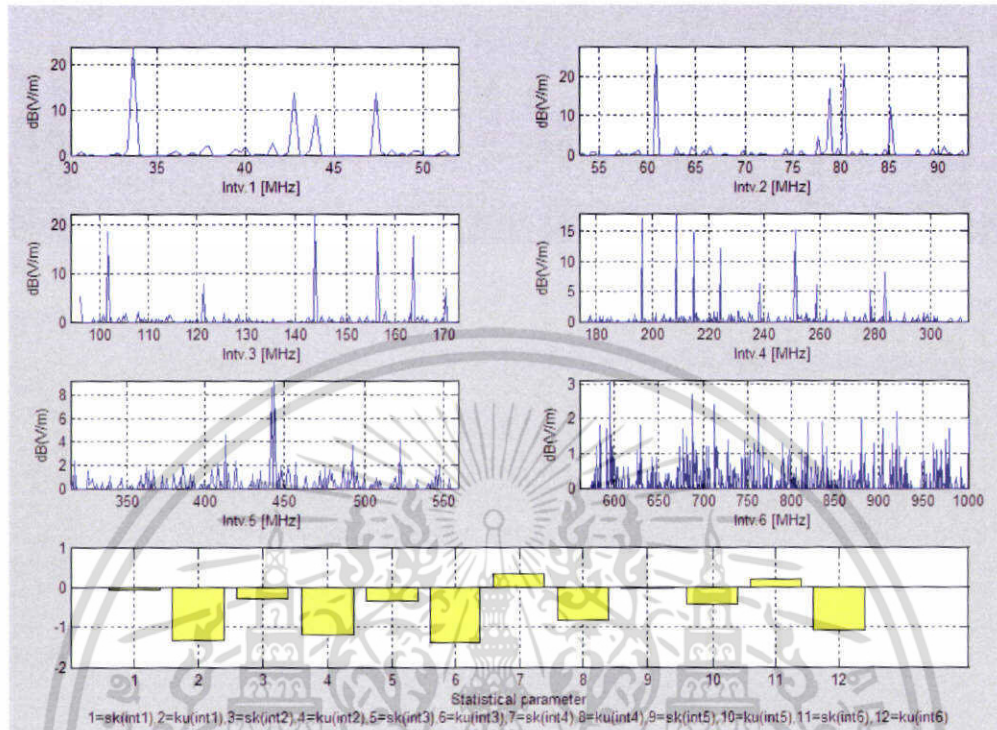 dB(V/m)
20
10
0
30 35 40 45 50
Intv.1 [MHz]
dB(V/m)
20
10
0
55 60 65 70 75 80 85 90
Intv.2 [MHz]
dB(V/m)
20
10
0
100 110 120 130 140 150 160 170
Intv.3 [MHz]
dB(V/m)
15
10
5
0
180 200 220 240 260 280 300
Intv.4 [MHz]
dB(V/m)
8
6
4
2
0
350 400 450 500 550
Intv.5 [MHz]
dB(V/m)
3
2
1
0
600 650 700 750 800 850 900 950 1000
Intv.6 [MHz]
1
0
-1
-2
1 2 3 4 5 6 7 8 9 10 11 12
Statistical parameter
1=sk(int1),2=ku(int1),3=sk(int2),4=ku(int2),5=sk(int3),6=ku(int3),7=sk(int4),8=ku(int4),9=sk(int5),10=ku(int5),11=sk(int6),12=ku(int6)